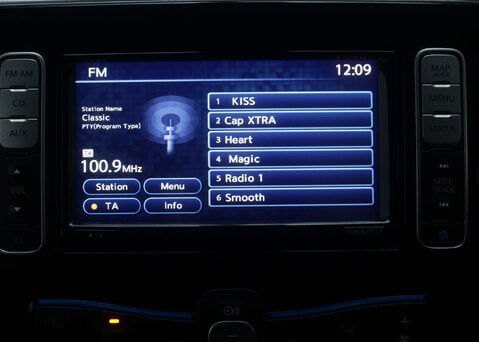 FM·AM
CD
AUX
VOL
FM
12:09
Station Name
Classic
PTY(Program Type)
100.9MHz
Station
Menu
TA
Info
1 KISS
2 Cap XTRA
3 Heart
4 Magic
5 Radio 1
6 Smooth
MAP
VOICE
MENU
STATUS
SEEK
TRACK